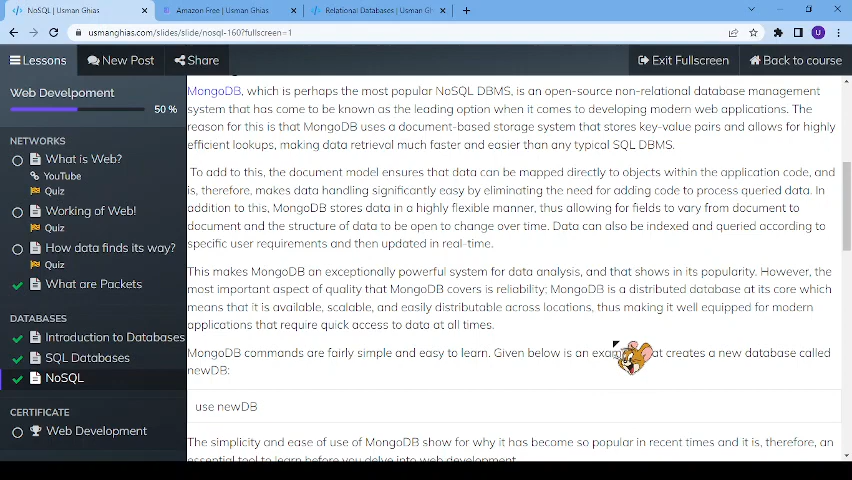 NoSQL | Usman Ghias
Amazon Free | Usman Ghias
Relational Databases | Usman Ghi
usmanghias.com/slides/slide/nosql-160?fullscreen=1
U
Lessons
New Post
Share
Exit Fullscreen
Back to course
Web Develpoment
50 %
NETWORKS
What is Web?
YouTube
Quiz
Working of Web!
Quiz
How data finds its way?
Quiz
What are Packets
DATABASES
Introduction to Databases
SQL Databases
NoSQL
CERTIFICATE
Web Development
MongoDB, which is perhaps the most popular NoSQL DBMS, is an open-source non-relational database management
system that has come to be known as the leading option when it comes to developing modern web applications. The
reason for this is that MongoDB uses a document-based storage system that stores key-value pairs and allows for highly
efficient lookups, making data retrieval much faster and easier than any typical SQL DBMS.
To add to this, the document model ensures that data can be mapped directly to objects within the application code, and
is, therefore, makes data handling significantly easy by eliminating the need for adding code to process queried data. In
addition to this, MongoDB stores data in a highly flexible manner, thus allowing for fields to vary from document to
document and the structure of data to be open to change over time. Data can also be indexed and queried according to
specific user requirements and then updated in real-time.
This makes MongoDB an exceptionally powerful system for data analysis, and that shows in its popularity. However, the
most important aspect of quality that MongoDB covers is reliability; MongoDB is a distributed database at its core which
means that it is available, scalable, and easily distributable across locations, thus making it well equipped for modern
applications that require quick access to data at all times.
MongoDB commands are fairly simple and easy to learn. Given below is an creates a new database called
newDB:
use newDB
The simplicity and ease of use of MongoDB show for why it has become so popular in recent times and it is, therefore, an
essential tool to learn before you delve into web development.